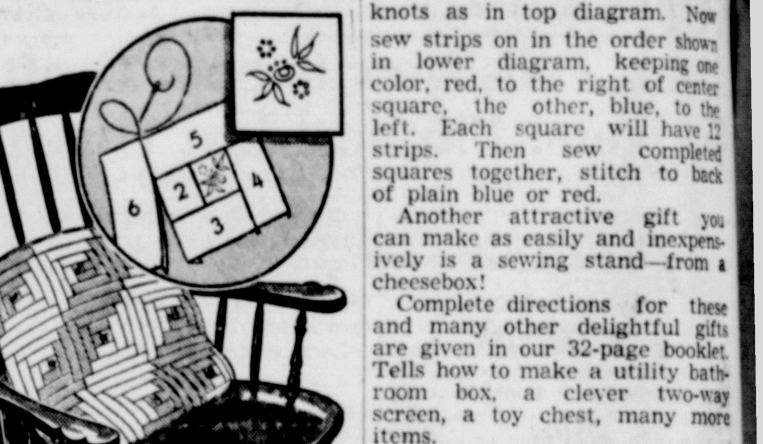 5
2
4
6
3
knots as in top diagram. Now
sew strips on in the order shown
in lower diagram, keeping one
color, red, to the right of center
square, the other, blue, to the
left. Each square will have 12
strips. Then sew completed
squares together, stitch to back
of plain blue or red.
Another attractive gift you
can make as easily and inexpens-
ively is a sewing stand—from a
cheesebox!
Complete directions for these
and many other delightful gifts
are given in our 32-page booklet.
Tells how to make a utility bath-
room box, a clever two-way
screen, a toy chest, many more
items.